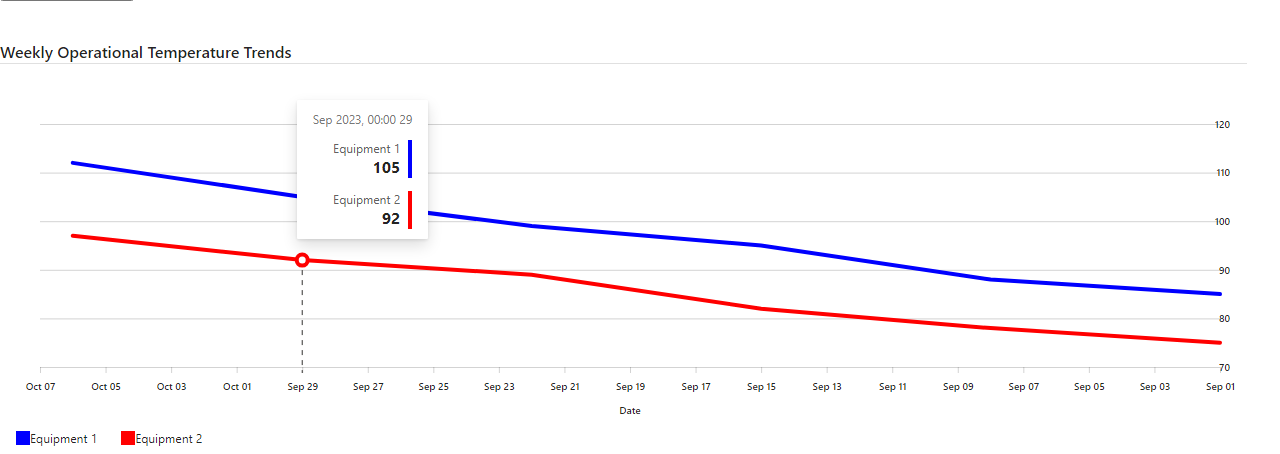 Weekly Operational Temperature Trends
Sep 2023, 00:00 29
Equipment 1
105
Equipment 2
92
120
110
100
90
80
70
Oct 07 Oct 05 Oct 03 Oct 01 Sep 29 Sep 27 Sep 25 Sep 23 Sep 21 Sep 19 Sep 17 Sep 15 Sep 13 Sep 11 Sep 09 Sep 07 Sep 05 Sep 03 Sep 01
Date
Equipment 1 Equipment 2